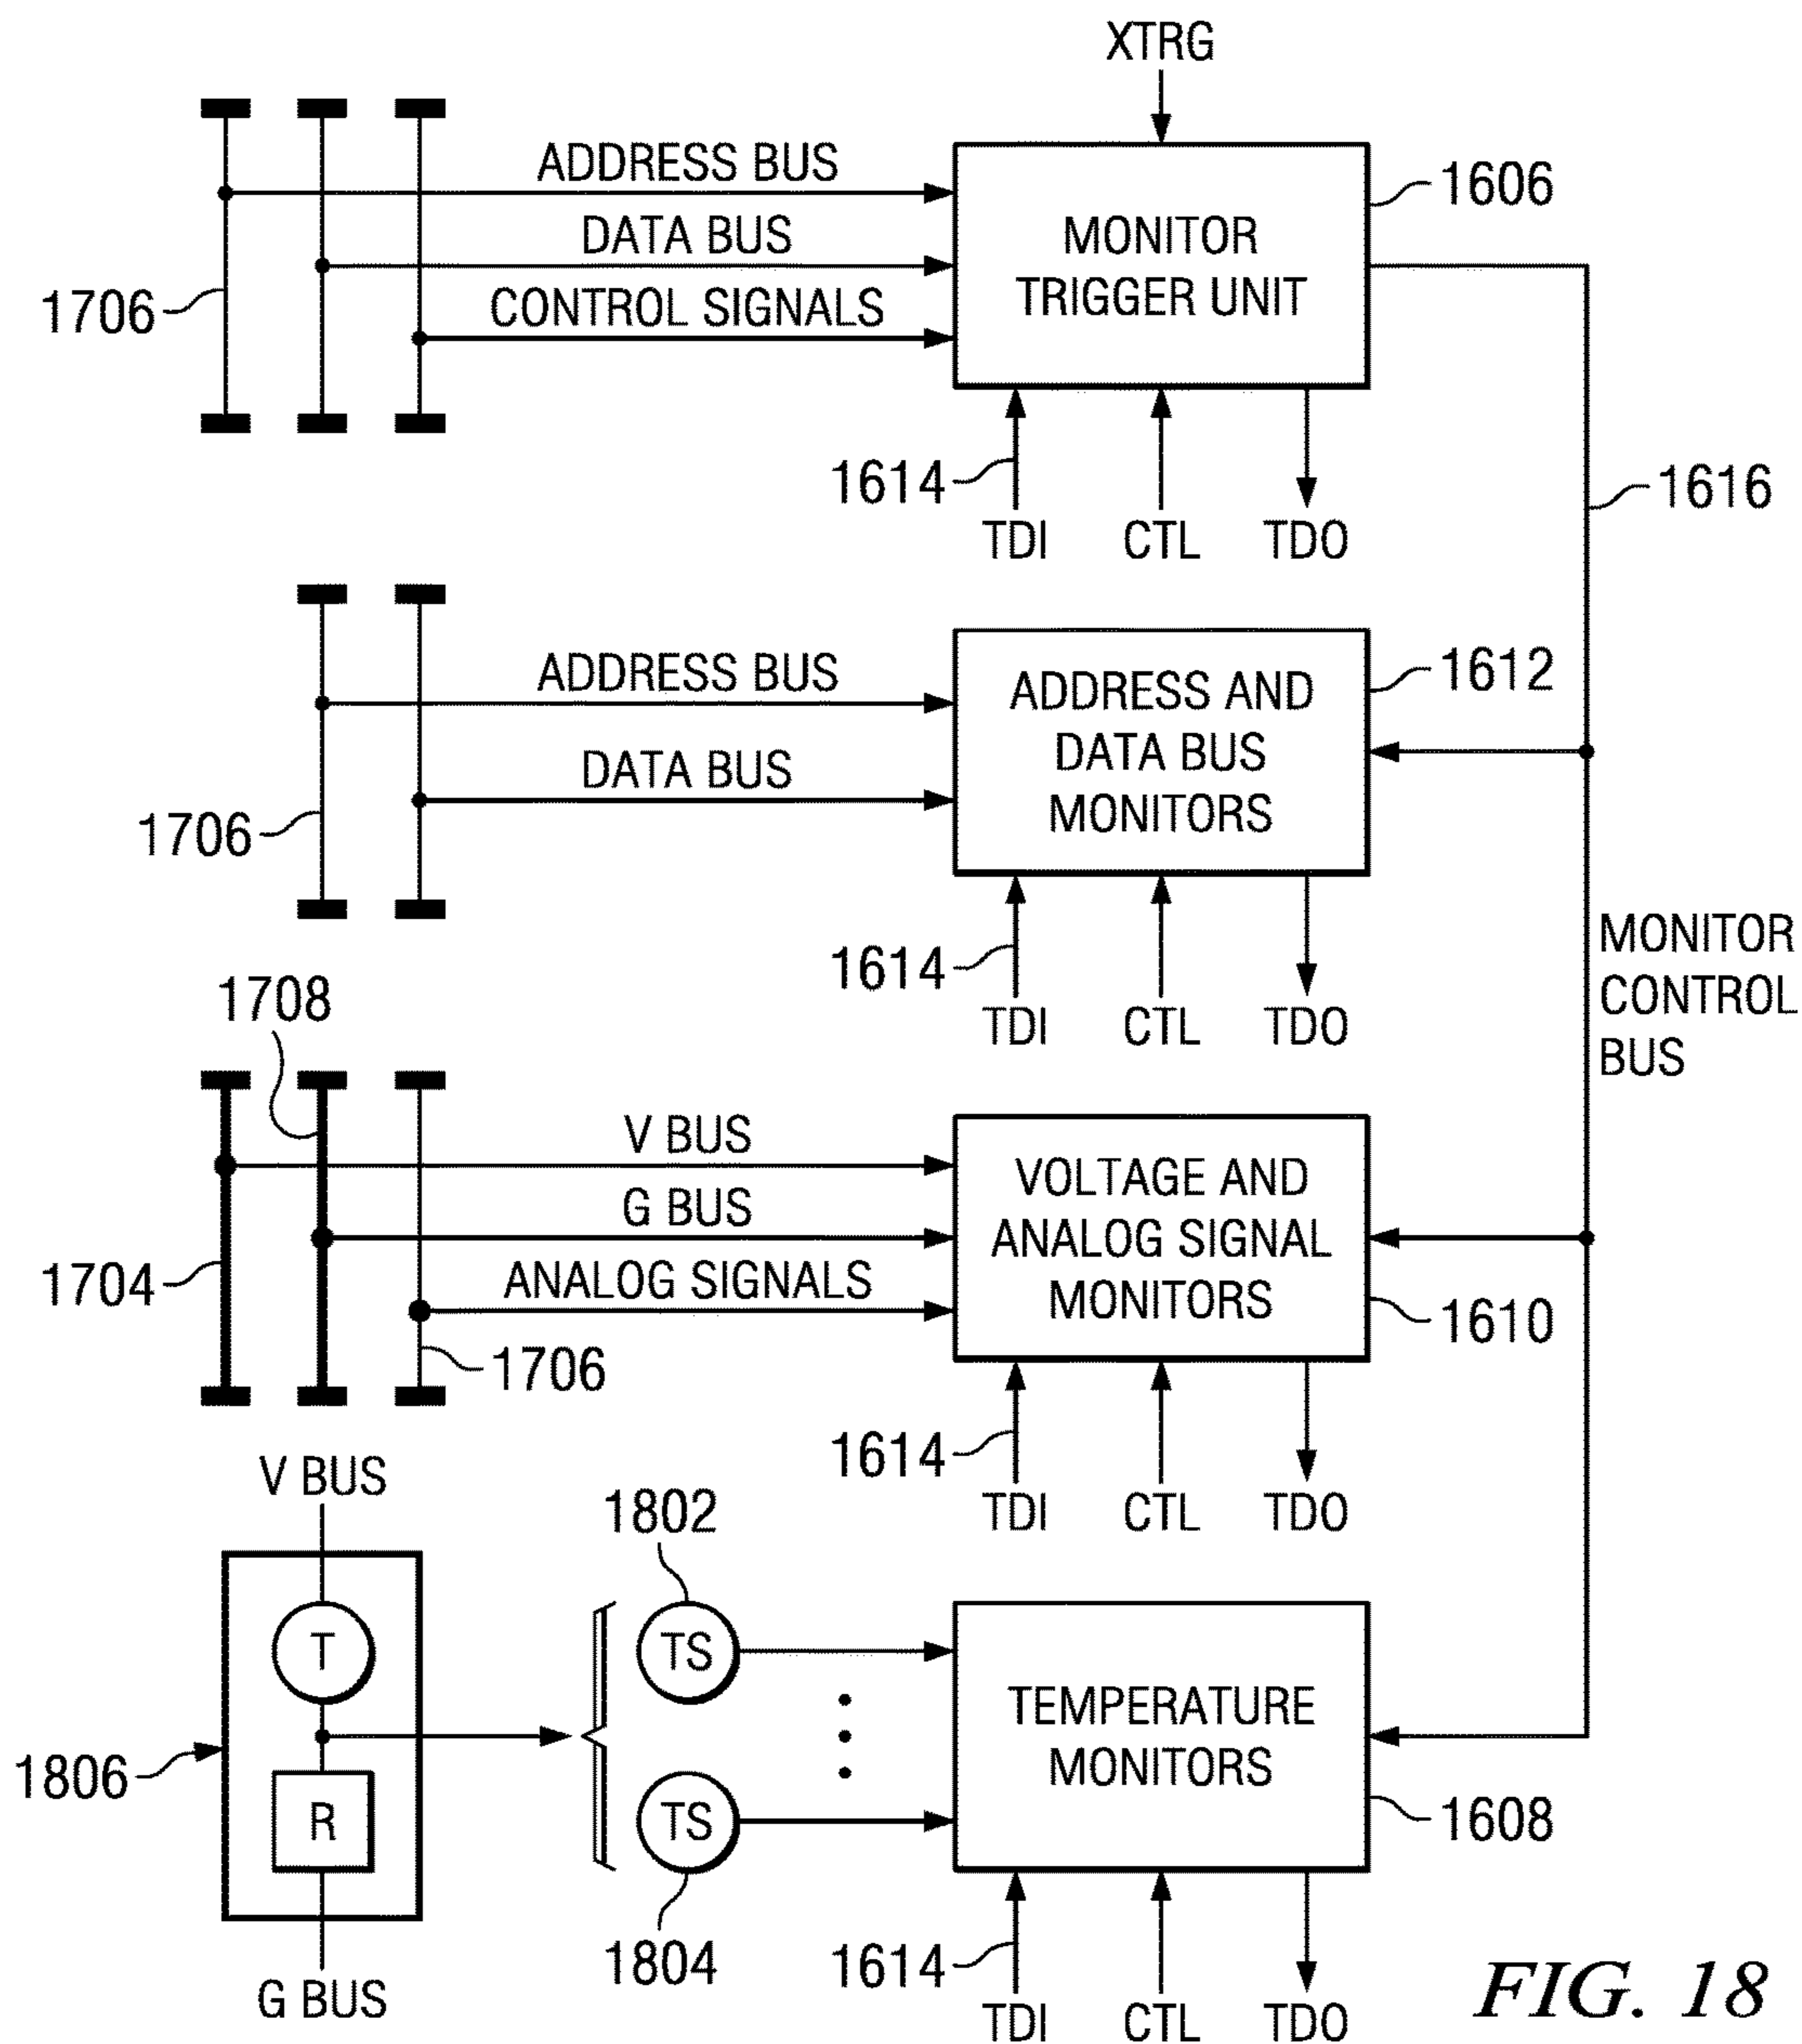 XTRG
ADDRESS BUS
DATA BUS
CONTROL SIGNALS
MONITOR
TRIGGER UNIT
1606
1706
1614
TDI CTL TDO
1616
ADDRESS BUS
DATA BUS
ADDRESS AND
DATA BUS
MONITORS
1612
1706
1614
TDI CTL TDO
MONITOR
CONTROL
BUS
1708
V BUS
G BUS
ANALOG SIGNALS
VOLTAGE AND
ANALOG SIGNAL
MONITORS
1704
1706
1610
1614
TDI CTL TDO
V BUS
T
R
G BUS
1806
1802
TS
TS
1804
TEMPERATURE
MONITORS
1608
1614
TDI CTL TDO
FIG. 18